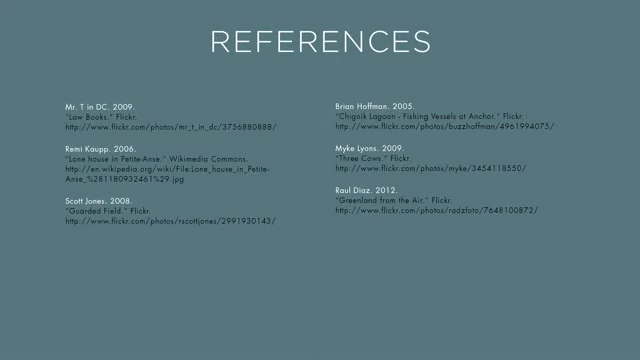 REFERENCES
Mr. T in DC. 2009.
"Law Books." Flickr.
http://www.flickr.com/photos/mr_t_in_dc/3756880888/
Remi Kaupp. 2006.
"Lone house in Petite-Anse." Wikimedia Commons.
http://en.wikipedia.org/wiki/File:Lone_house_in_Petite-
Anse_%281180932461%29.jpg
Scott Jones. 2008.
"Guarded Field." Flickr.
http://www.flickr.com/photos/rscottjones/2991930143/
Brian Hoffman. 2005.
"Chignik Lagoon - Fishing Vessels at Anchor." Flickr.
http://www.flickr.com/photos/buzzhoffman/4961994075/
Myke Lyons. 2009.
"Three Cows." Flickr.
http://www.flickr.com/photos/myke/3454118550/
Raul Diaz. 2012.
"Greenland from the Air." Flickr.
http://www.flickr.com/photos/radzfoto/7648100872/